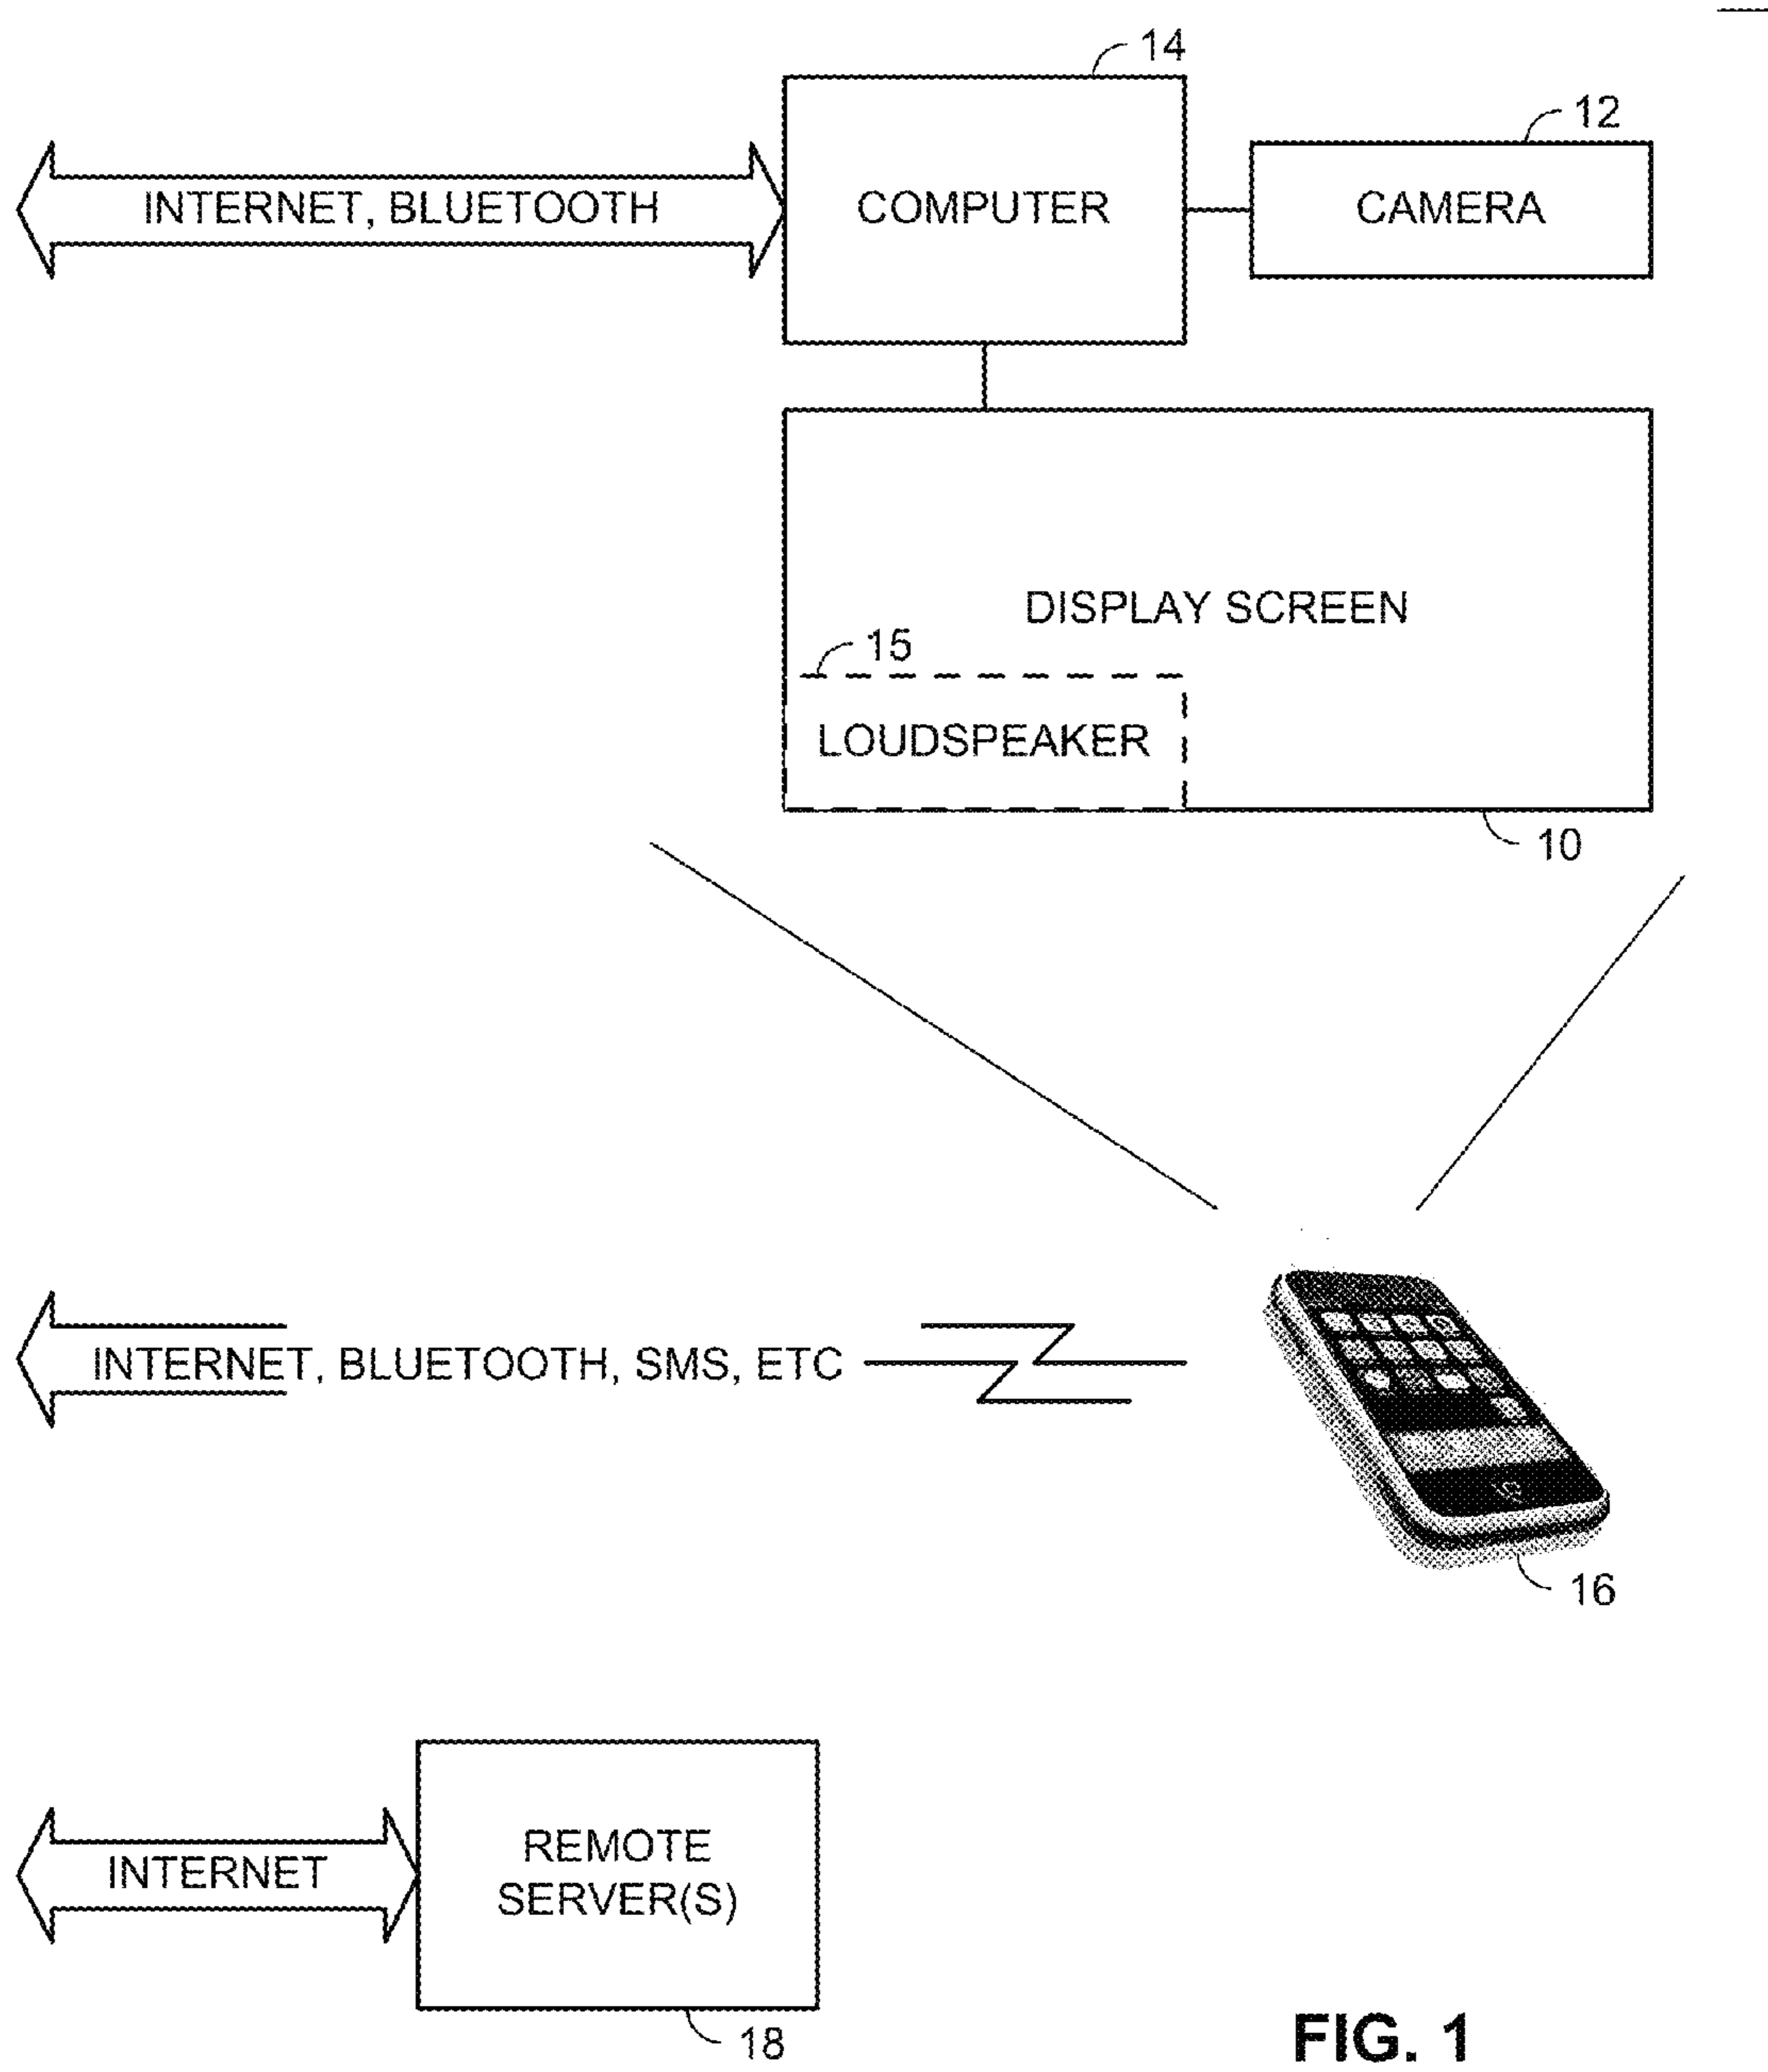 14
12
INTERNET, BLUETOOTH
COMPUTER
CAMERA
DISPLAY SCREEN
15
LOUDSPEAKER
10
INTERNET, BLUETOOTH, SMS, ETC
16
REMOTE
SERVER(S)
INTERNET
18
FIG. 1